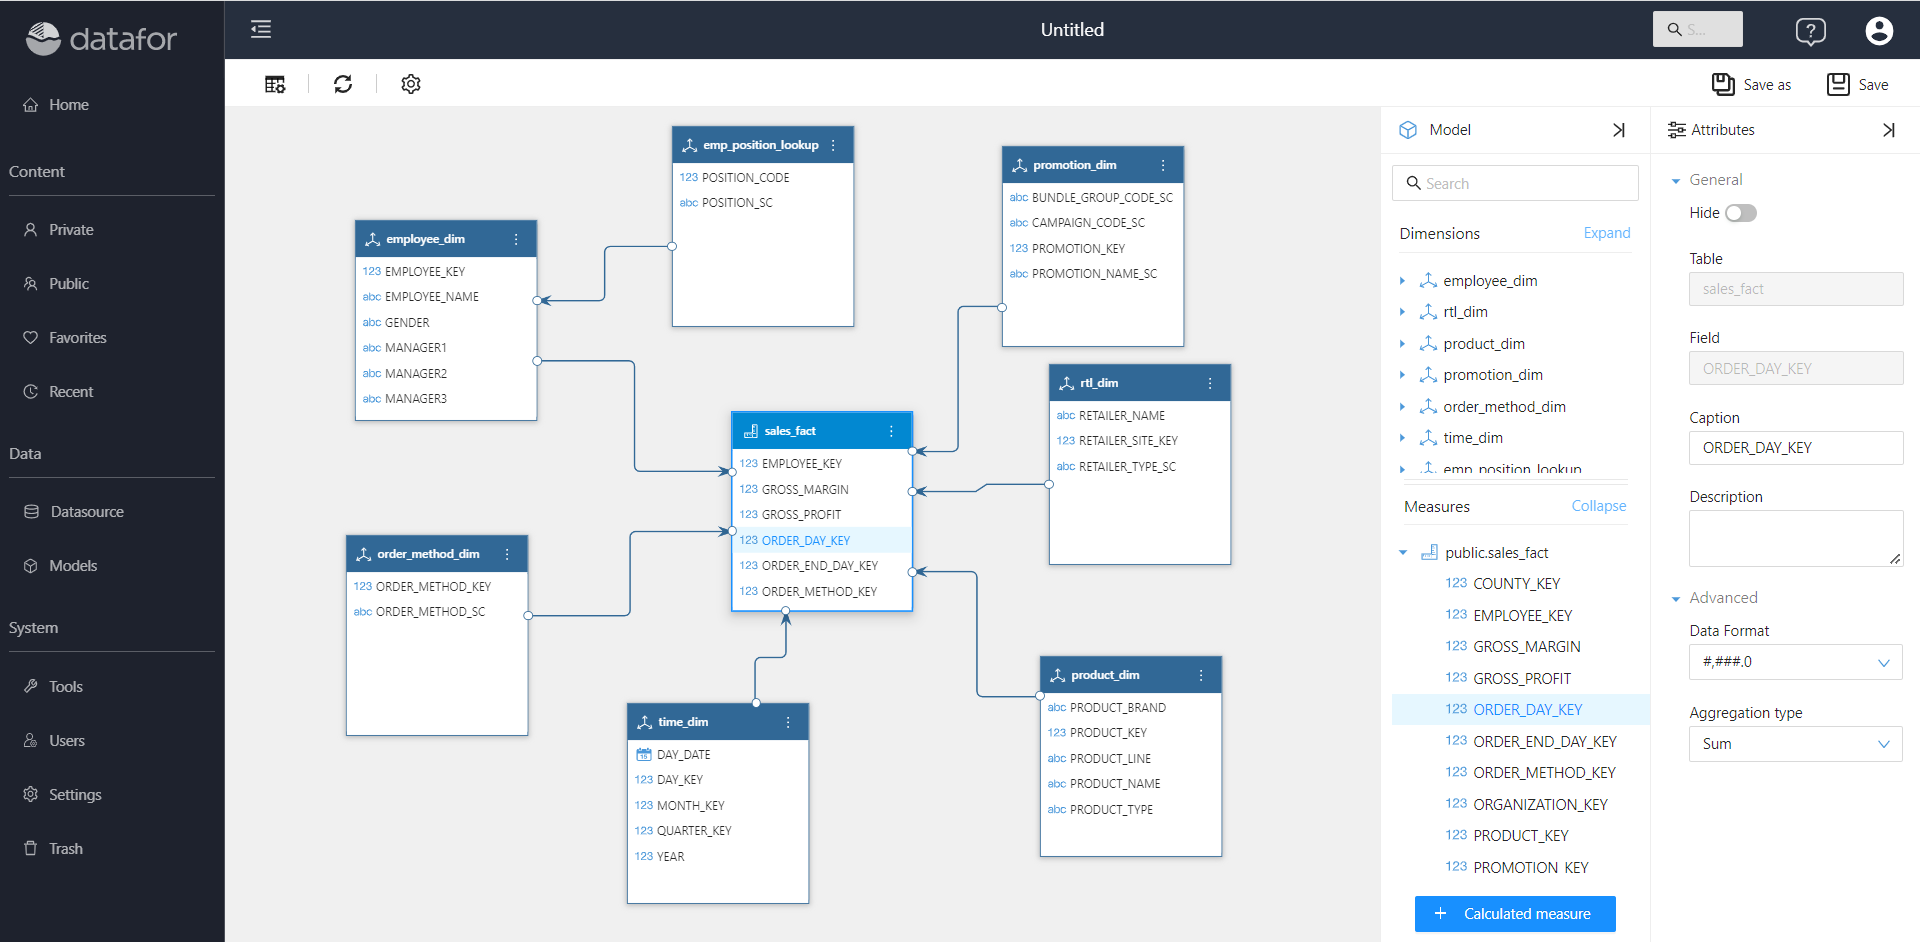 datafor
Untitled
S...
?
Home
Content
Private
Public
Favorites
Recent
Data
Datasource
Models
System
Tools
Users
Settings
Trash
Save as
Save
emp_position_lookup
123 POSITION_CODE
abc POSITION_SC
employee_dim
123 EMPLOYEE_KEY
abc EMPLOYEE_NAME
abc GENDER
abc MANAGER1
abc MANAGER2
abc MANAGER3
promotion_dim
abc BUNDLE_GROUP_CODE_SC
abc CAMPAIGN_CODE_SC
123 PROMOTION_KEY
abc PROMOTION_NAME_SC
rtl_dim
abc RETAILER_NAME
123 RETAILER_SITE_KEY
abc RETAILER_TYPE_SC
sales_fact
123 EMPLOYEE_KEY
123 GROSS_MARGIN
123 GROSS_PROFIT
123 ORDER_DAY_KEY
123 ORDER_END_DAY_KEY
123 ORDER_METHOD_KEY
order_method_dim
123 ORDER_METHOD_KEY
abc ORDER_METHOD_SC
time_dim
DAY_DATE
123 DAY_KEY
123 MONTH_KEY
123 QUARTER_KEY
123 YEAR
product_dim
abc PRODUCT_BRAND
123 PRODUCT_KEY
abc PRODUCT_LINE
abc PRODUCT_NAME
abc PRODUCT_TYPE
Model
Search
Dimensions Expand
employee_dim
rtl_dim
product_dim
promotion_dim
order_method_dim
time_dim
emp_position_lookup
Measures Collapse
public.sales_fact
123 COUNTY_KEY
123 EMPLOYEE_KEY
123 GROSS_MARGIN
123 GROSS_PROFIT
123 ORDER_DAY_KEY
123 ORDER_END_DAY_KEY
123 ORDER_METHOD_KEY
123 ORGANIZATION_KEY
123 PRODUCT_KEY
123 PROMOTION_KEY
+ Calculated measure
Attributes
General
Hide
Table
sales_fact
Field
ORDER_DAY_KEY
Caption
ORDER_DAY_KEY
Description
Advanced
Data Format
#,###.0
Aggregation type
Sum